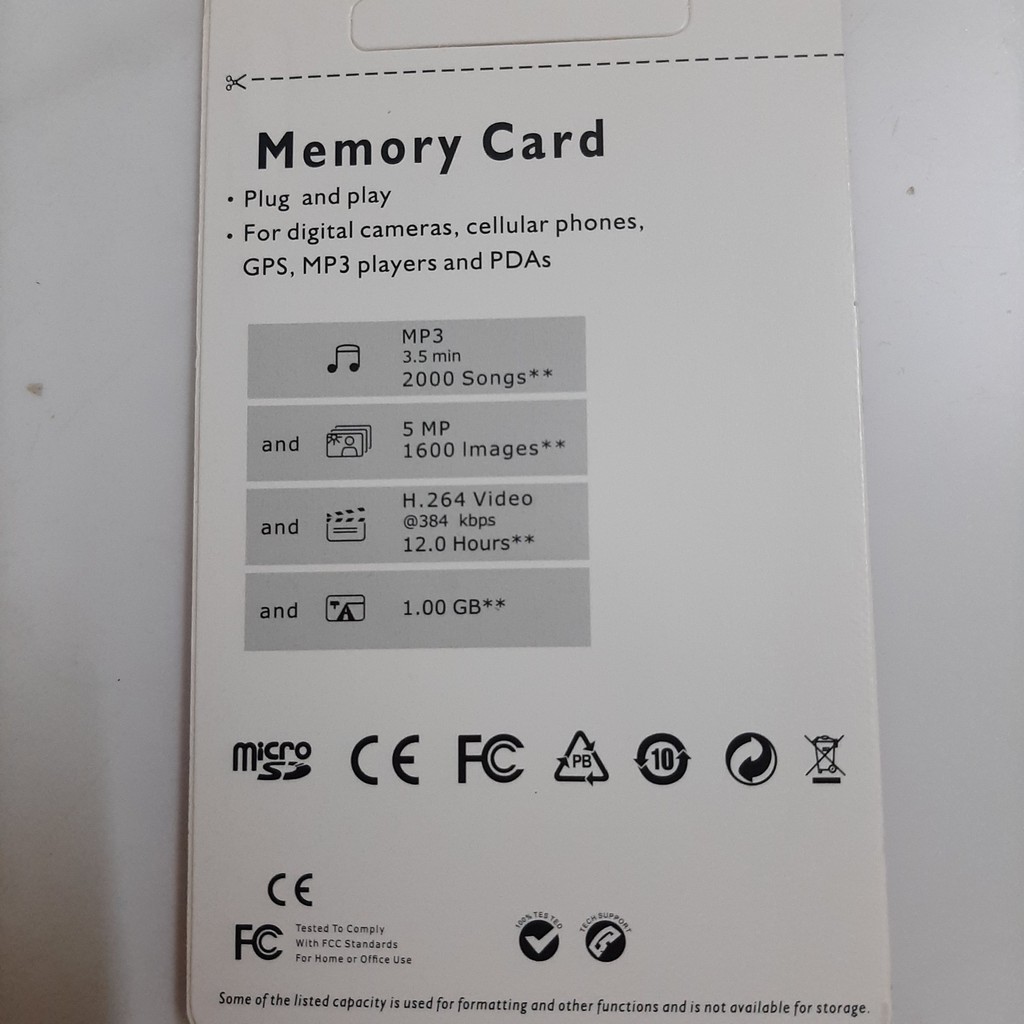 Memory Card
• Plug and play
• For digital cameras, cellular phones,
GPS, MP3 players and PDAs
MP3
3.5 min
2000 Songs**
and
5 MP
1600 Images**
and
H.264 Video
@384 kbps
12.0 Hours**
and
TA
1.00 GB**
micro SD
CE
FC
PB
10
CE
FC
Tested To Comply
With FCC Standards
For Home or Office Use
100% TESTED
TECH SUPPORT
Some of the listed capacity is used for formatting and other functions and is not available for storage.